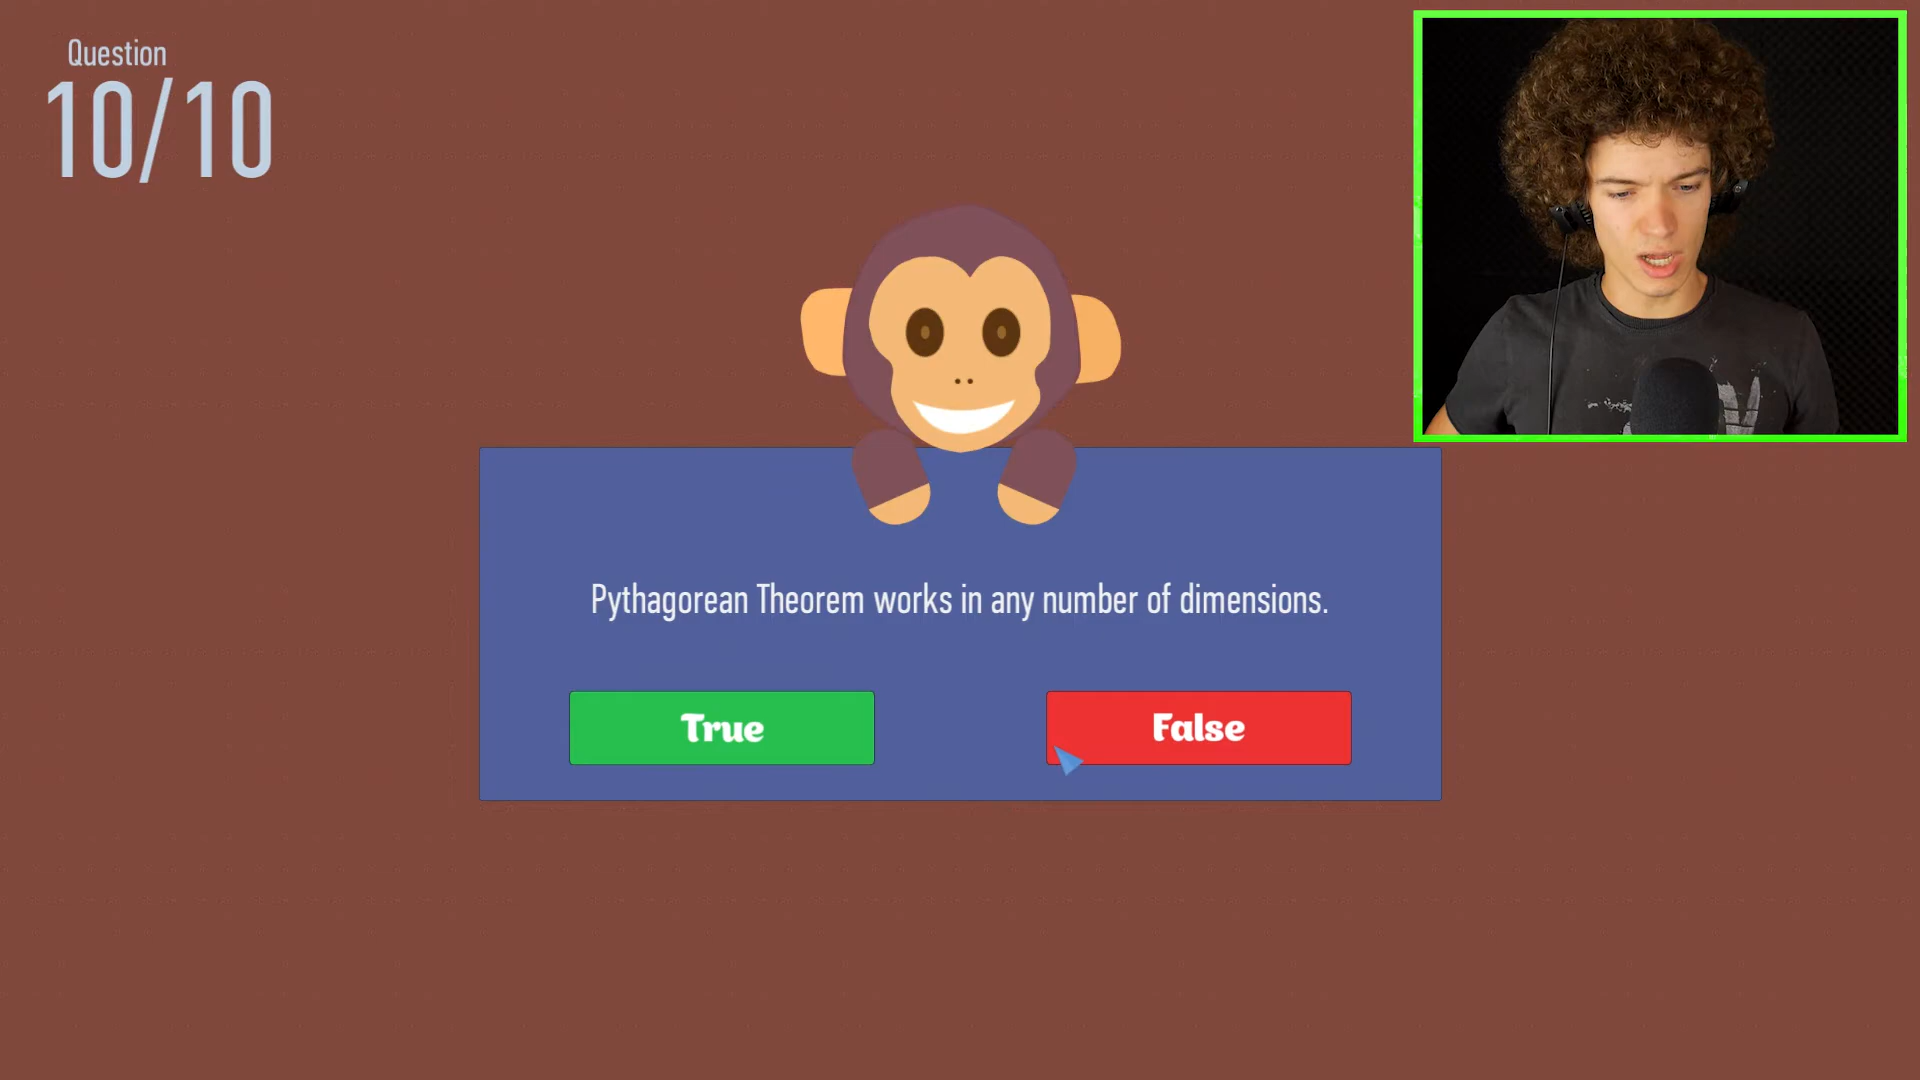 Question
10/10
Pythagorean Theorem works in any number of dimensions.
True
False